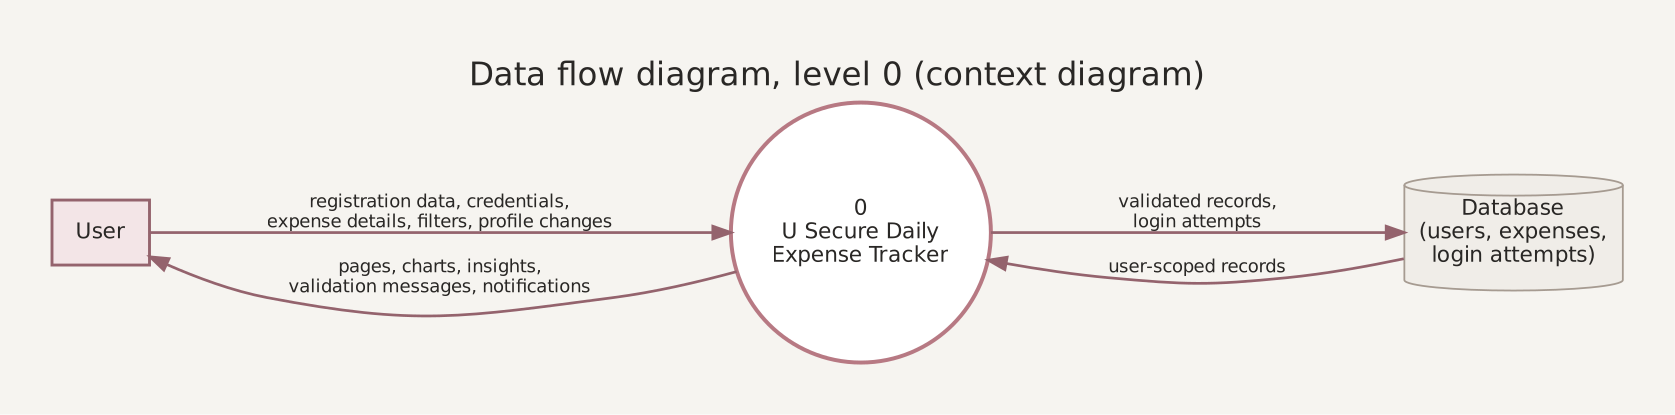 Data flow diagram, level 0 (context diagram)
User
registration data, credentials,
expense details, filters, profile changes
pages, charts, insights,
validation messages, notifications
0
U Secure Daily
Expense Tracker
validated records,
login attempts
user-scoped records
Database
(users, expenses,
login attempts)